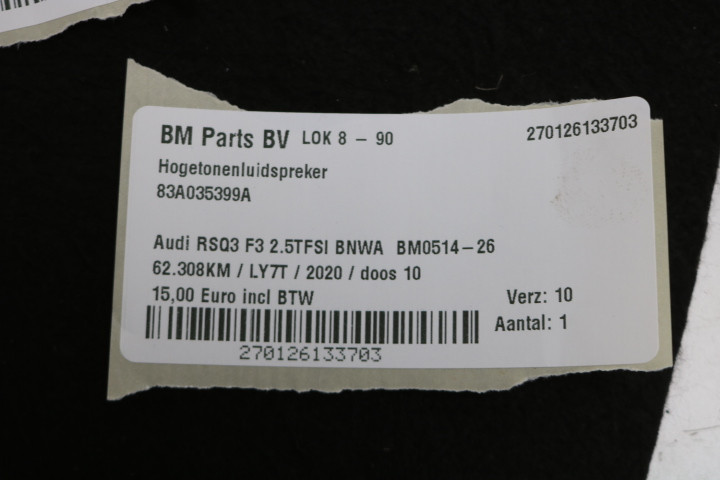 BM Parts BV LOK 8 - 90 270126133703
Hogetonenluidspreker
83A035399A
Audi RSQ3 F3 2.5TFSI BNWA BM0514-26
62.308KM / LY7T / 2020 / doos 10
15,00 Euro incl BTW Verz: 10
Aantal: 1
270126133703